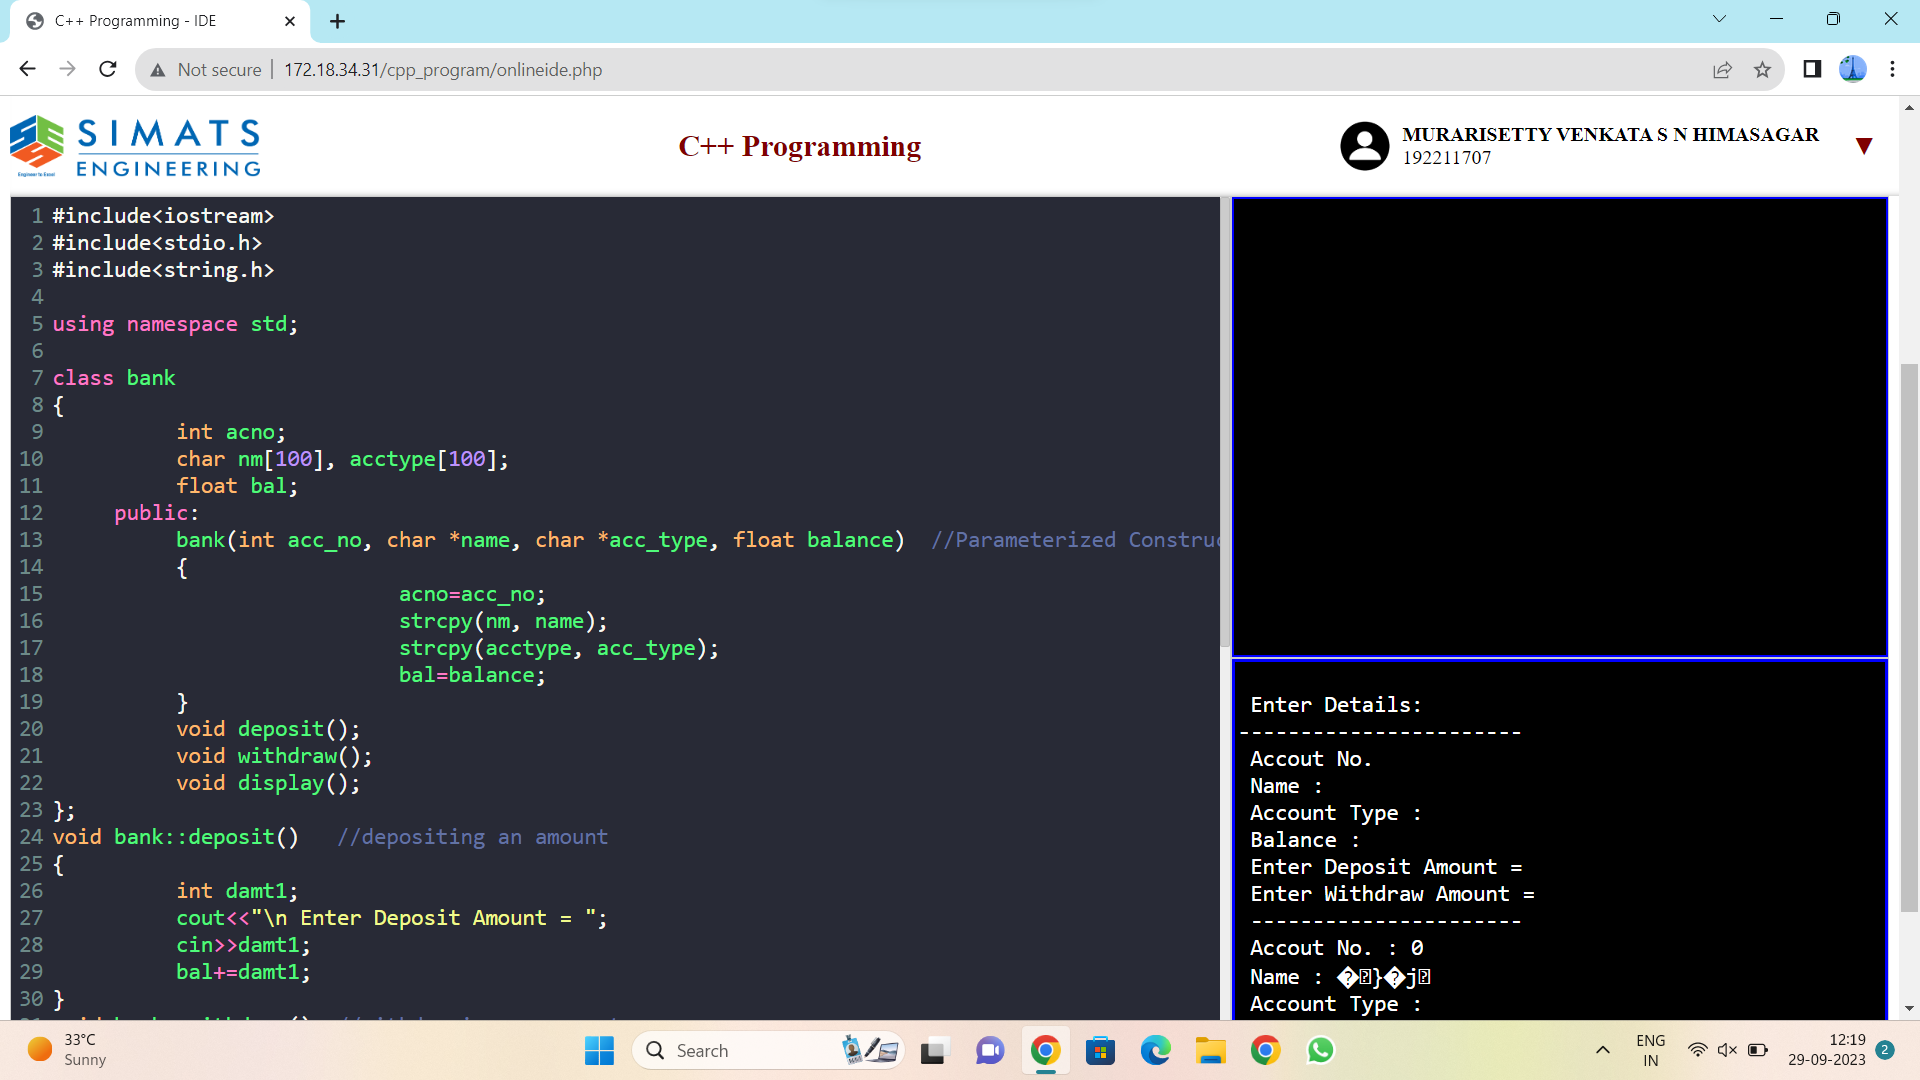 C++ Programming - IDE
Not secure | 172.18.34.31/cpp_program/onlineide.php
SIMATS
ENGINEERING
Engineer to Excel
C++ Programming
MURARISETTY VENKATA S N HIMASAGAR
192211707
1 #include<iostream>
2 #include<stdio.h>
3 #include<string.h>
4
5 using namespace std;
6
7 class bank
8 {
9 int acno;
10 char nm[100], acctype[100];
11 float bal;
12 public:
13 bank(int acc_no, char *name, char *acc_type, float balance)  //Parameterized Construc
14 {
15 acno=acc_no;
16 strcpy(nm, name);
17 strcpy(acctype, acc_type);
18 bal=balance;
19 }
20 void deposit();
21 void withdraw();
22 void display();
23 };
24 void bank::deposit()   //depositing an amount
25 {
26 int damt1;
27 cout<<"\n Enter Deposit Amount = ";
28 cin>>damt1;
29 bal+=damt1;
30 }
Enter Details:
-----------------------
Accout No.
Name :
Account Type :
Balance :
Enter Deposit Amount =
Enter Withdraw Amount =
----------------------
Accout No. : 0
Name : �}�j
Account Type :
33°C
Sunny
Search
ENG
IN
12:19
29-09-2023
2